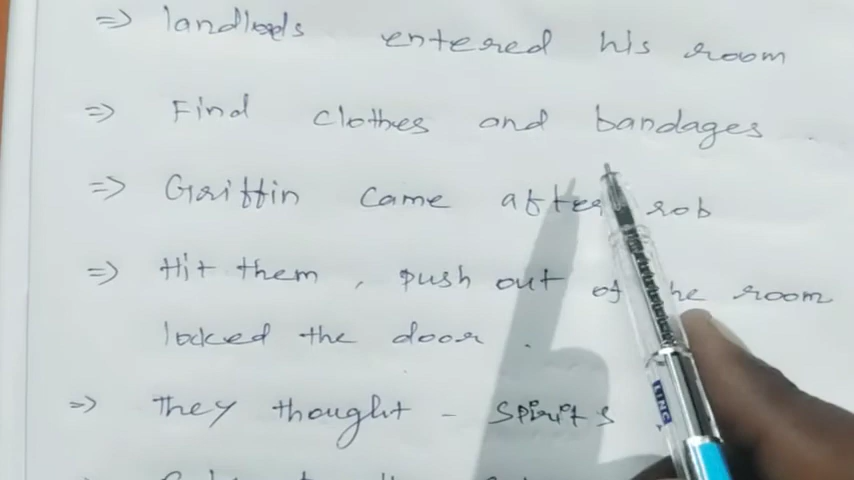 => landlords entered his room
=> Find clothes and bandages
=> Griffin came after rob
=> Hit them, push out of the room
locked the door.
=> They thought - spirits
LINC